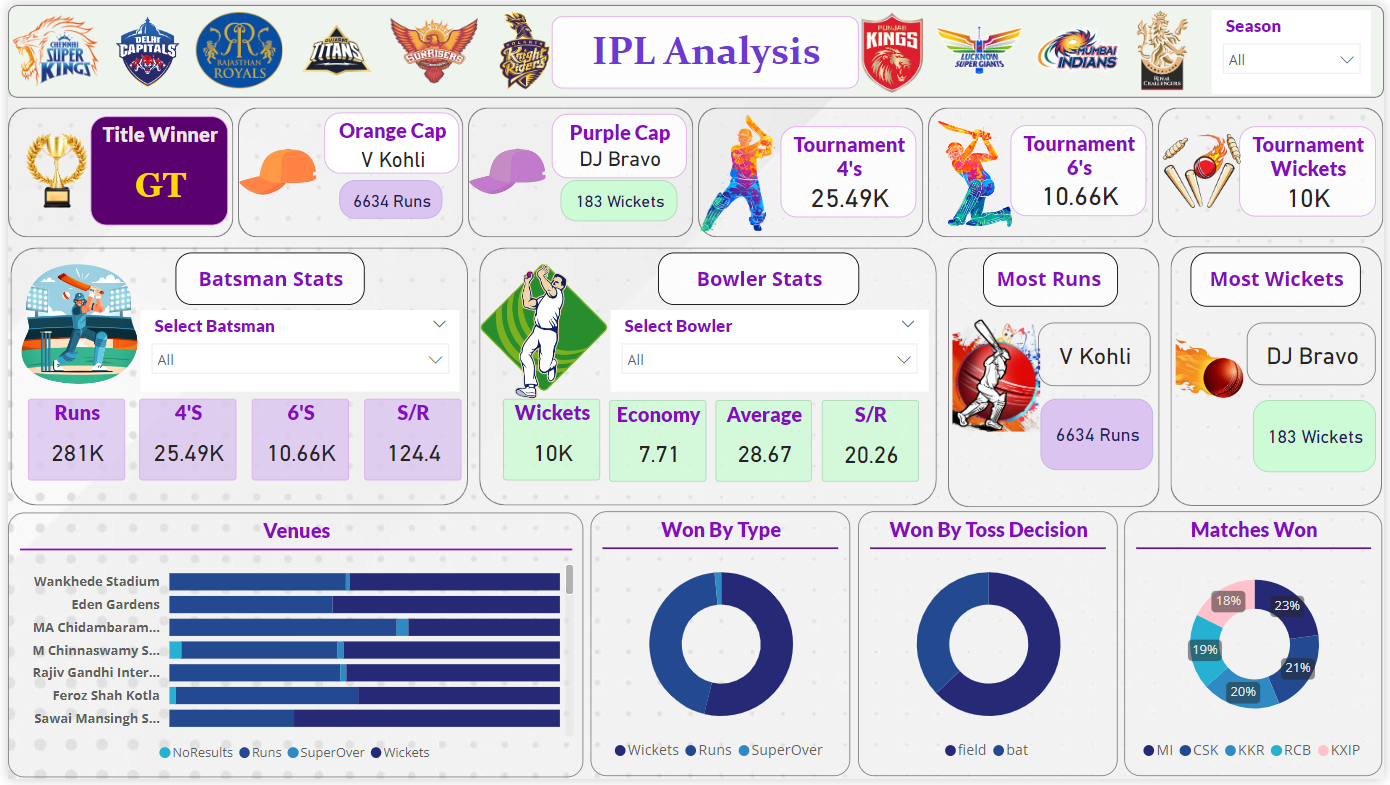 CHENNAI
SUPER
KINGS
DELHI
CAPITALS
RAJASTHAN
ROYALS
GUJARAT
TITANS
SUNRISERS
KOLKATA
Knight
Riders
IPL Analysis
PUNJAB
KINGS
LUCKNOW
SUPER GIANTS
MUMBAI
INDIANS
ROYAL
CHALLENGERS
Season
All
Title Winner
GT
Orange Cap
V Kohli
6634 Runs
Purple Cap
DJ Bravo
183 Wickets
Tournament
4's
25.49K
Tournament
6's
10.66K
Tournament
Wickets
10K
Batsman Stats
Select Batsman
All
Runs
281K
4'S
25.49K
6'S
10.66K
S/R
124.4
Bowler Stats
Select Bowler
All
Wickets
10K
Economy
7.71
Average
28.67
S/R
20.26
Most Runs
V Kohli
6634 Runs
Most Wickets
DJ Bravo
183 Wickets
Venues
Wankhede Stadium
Eden Gardens
MA Chidambaram...
M Chinnaswamy S...
Rajiv Gandhi Inter...
Feroz Shah Kotla
Sawai Mansingh S...
NoResults Runs SuperOver Wickets
Won By Type
Wickets Runs SuperOver
Won By Toss Decision
field bat
Matches Won
18%
23%
19%
21%
20%
MI CSK KKR RCB KXIP